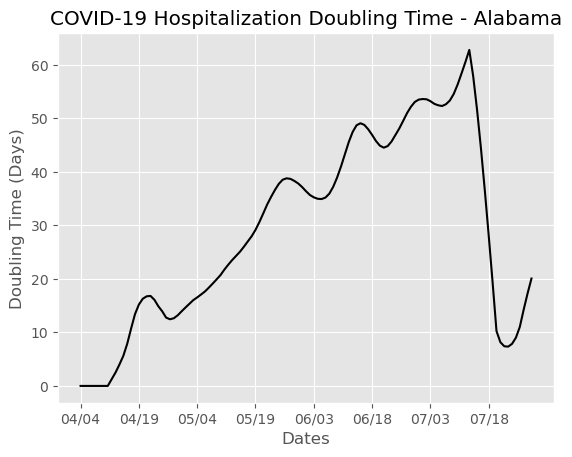 COVID-19 Hospitalization Doubling Time - Alabama
Doubling Time (Days)
60
50
40
30
20
10
0
04/04 04/19 05/04 05/19 06/03 06/18 07/03 07/18
Dates